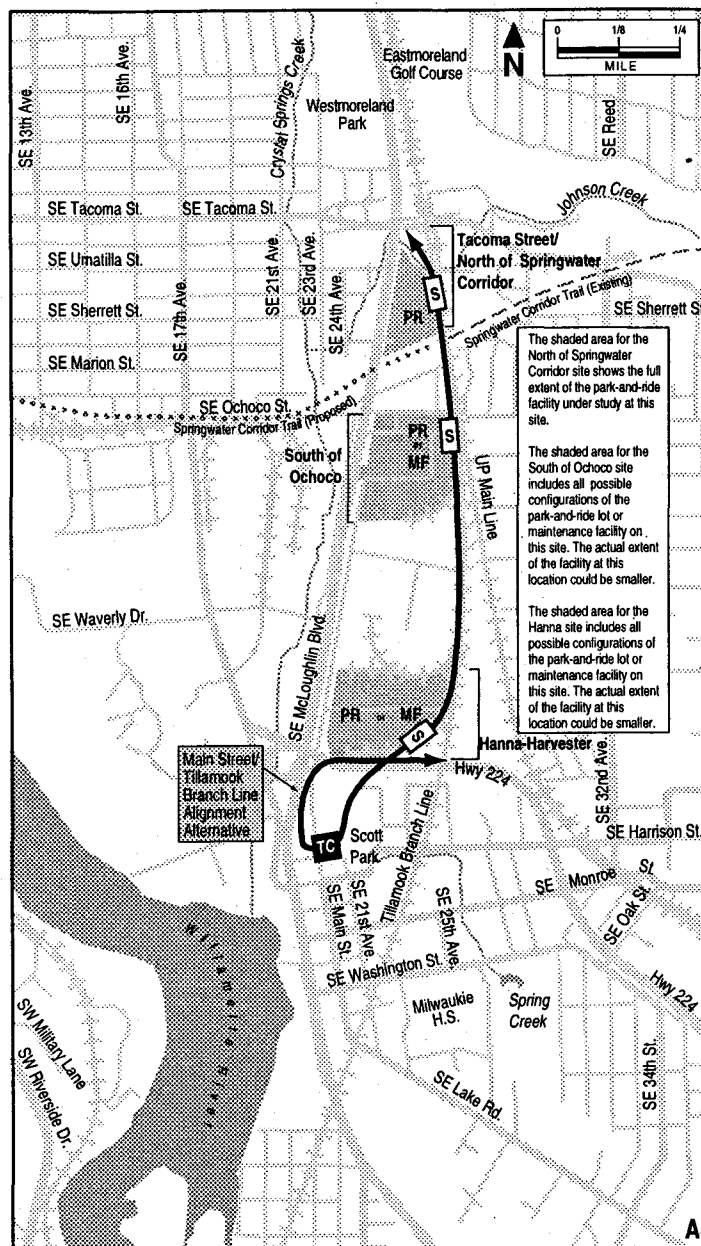 0 1/8 1/4
MILE
N
Eastmoreland
Golf Course
Westmoreland
Park
Crystal Springs Creek
SE 13th Ave.
SE 16th Ave.
SE Reed
Johnson Creek
SE Tacoma St.
SE Tacoma St.
SE Umatilla St.
SE Sherrett St.
SE Marion St.
SE 17th Ave.
SE 21st Ave.
SE 23rd Ave.
SE 24th Ave.
Tacoma Street/
North of Springwater
Corridor
S
PR
Springwater Corridor Trail (Existing)
SE Sherrett St.
SE Ochoco St.
Springwater Corridor Trail (Proposed)
South of
Ochoco
PR
or
MF
S
UP Main Line
The shaded area for the
North of Springwater
Corridor site shows the full
extent of the park-and-ride
facility under study at this
site.
The shaded area for the
South of Ochoco site
includes all possible
configurations of the
park-and-ride lot or
maintenance facility on
this site. The actual extent
of the facility at this
location could be smaller.
The shaded area for the
Hanna site includes all
possible configurations of
the park-and-ride lot or
maintenance facility on
this site. The actual extent
of the facility at this
location could be smaller.
SE Waverly Dr.
SE McLoughlin Blvd.
PR or MF
S
Hanna-Harvester
Hwy 224
SE 32nd Ave.
Main Street/
Tillamook
Branch Line
Alignment
Alternative
TC
Scott
Park
Tillamook Branch Line
SE Harrison St.
SE Monroe St.
SE Oak St.
SE Main St.
SE 21st Ave.
SE 25th Ave.
SE Washington St.
Hwy 224
Milwaukie
H.S.
Spring
Creek
Willamette River
SW Military Lane
SW Riverside Dr.
SE Lake Rd.
SE 34th St.
A